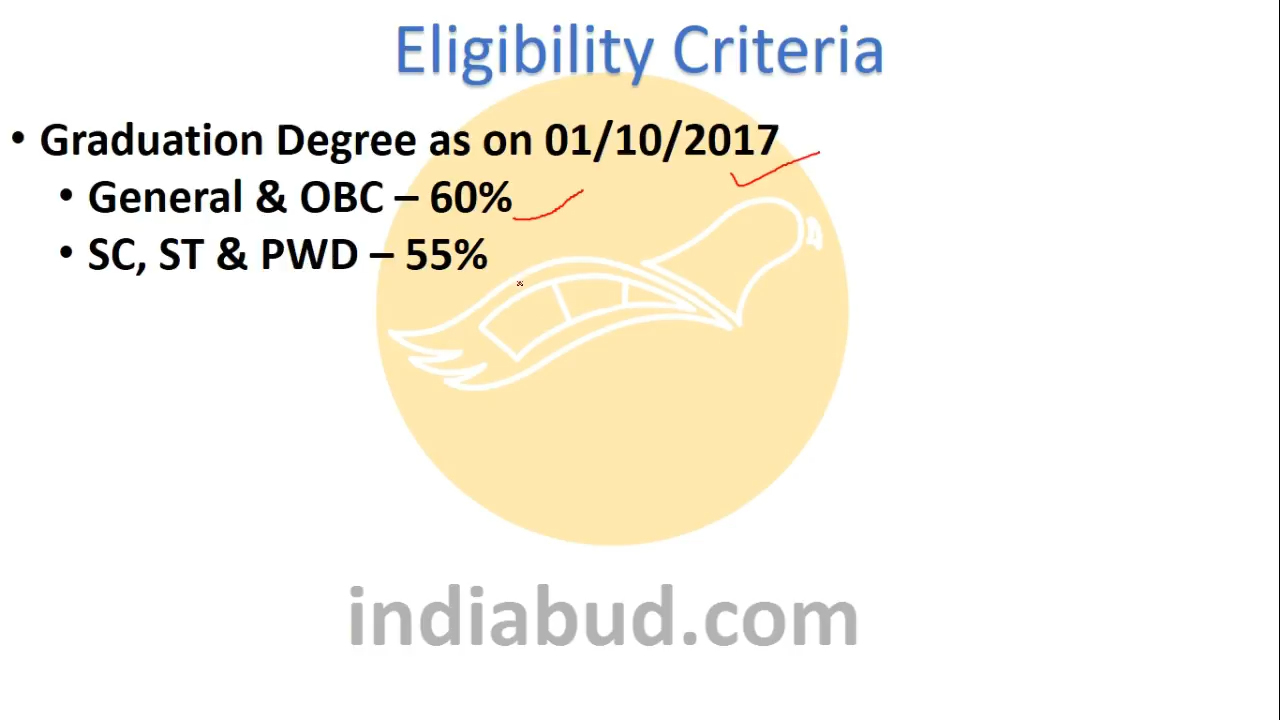 Eligibility Criteria
• Graduation Degree as on 01/10/2017
• General & OBC – 60%
• SC, ST & PWD – 55%
indiabud.com